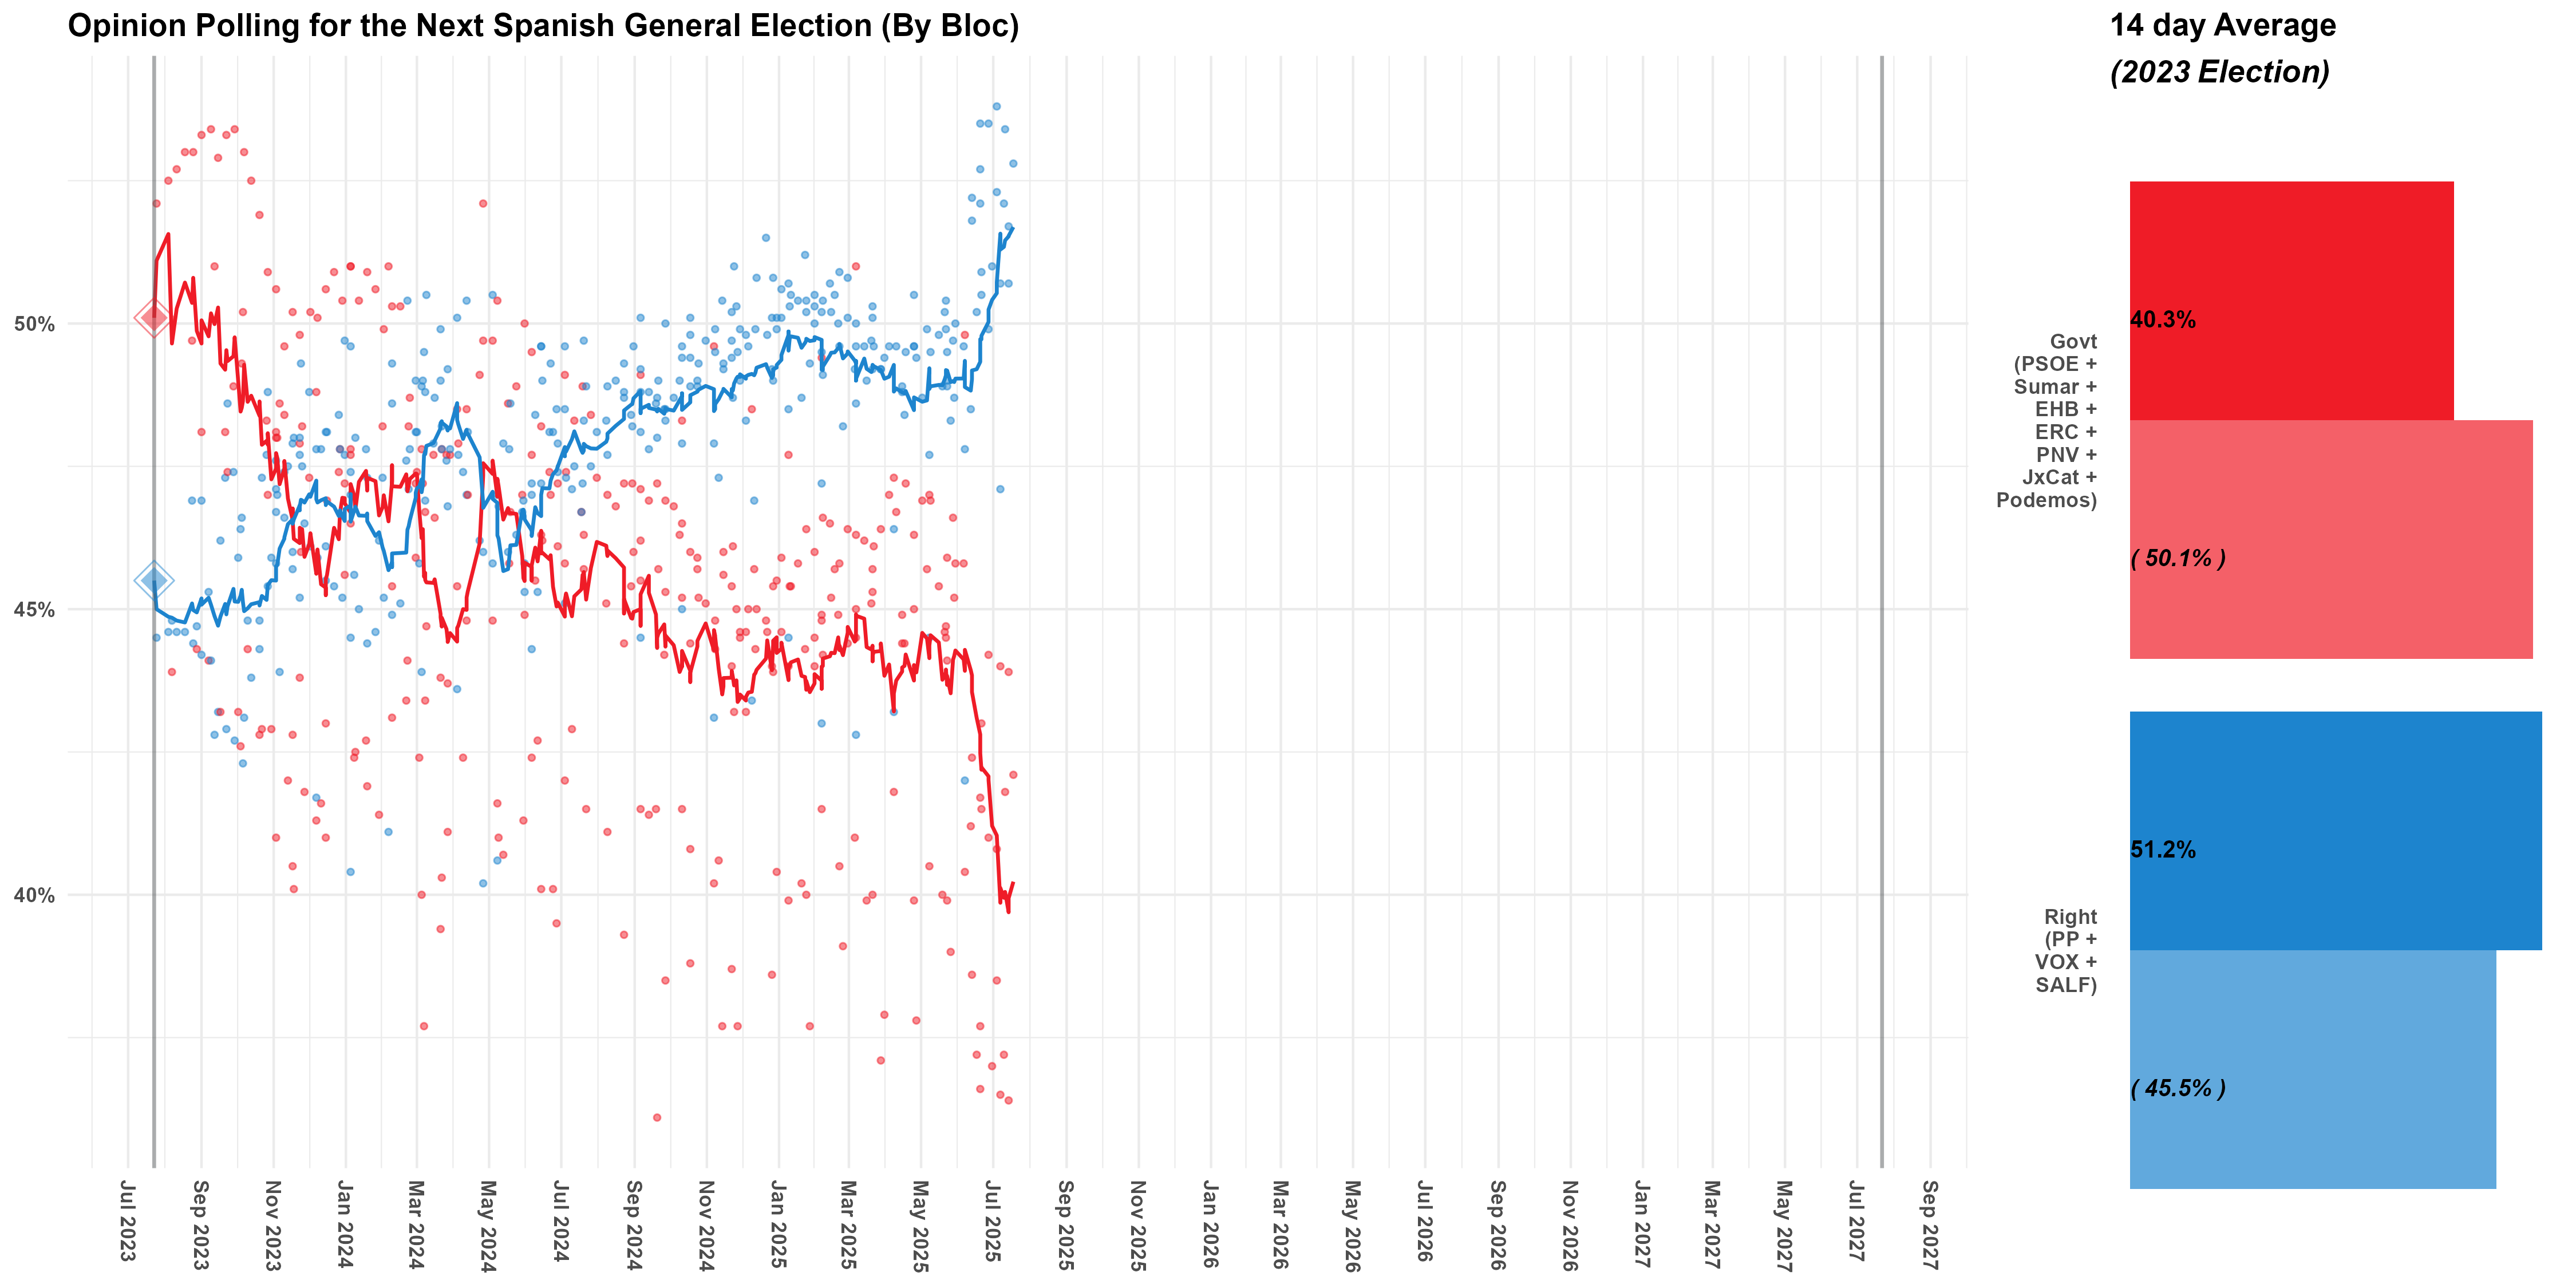 Opinion Polling for the Next Spanish General Election (By Bloc)
14 day Average
(2023 Election)
50%
45%
40%
Jul 2023
Sep 2023
Nov 2023
Jan 2024
Mar 2024
May 2024
Jul 2024
Sep 2024
Nov 2024
Jan 2025
Mar 2025
May 2025
Jul 2025
Sep 2025
Nov 2025
Jan 2026
Mar 2026
May 2026
Jul 2026
Sep 2026
Nov 2026
Jan 2027
Mar 2027
May 2027
Jul 2027
Sep 2027
Govt
(PSOE +
Sumar +
EHB +
ERC +
PNV +
JxCat +
Podemos)
40.3%
( 50.1% )
Right
(PP +
VOX +
SALF)
51.2%
( 45.5% )